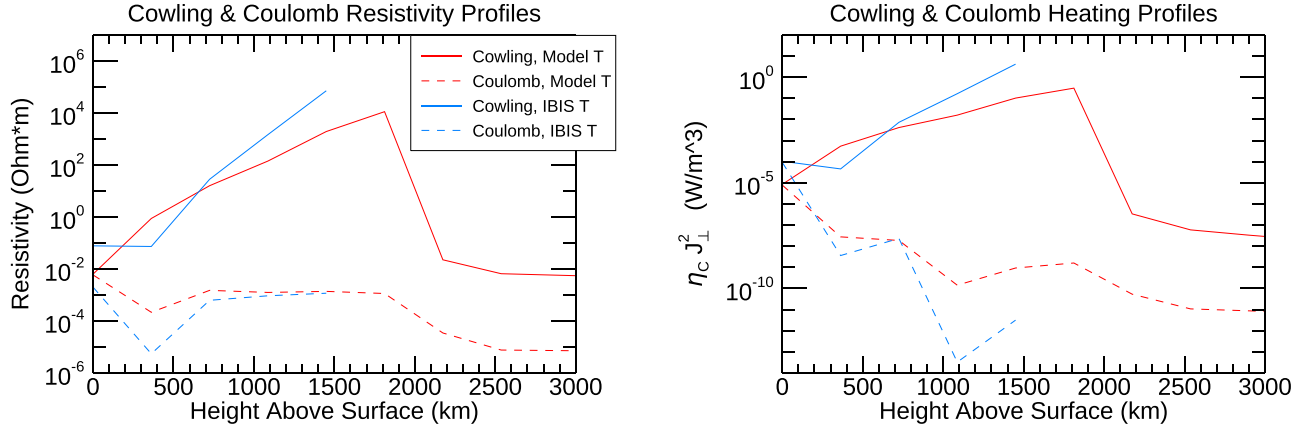 Cowling & Coulomb Resistivity Profiles
Resistivity (Ohm*m)
10^6
10^4
10^2
10^0
10^-2
10^-4
10^-6
Cowling, Model T
Coulomb, Model T
Cowling, IBIS T
Coulomb, IBIS T
0 500 1000 1500 2000 2500 3000
Height Above Surface (km)
Cowling & Coulomb Heating Profiles
η_C J_⊥^2 (W/m^3)
10^0
10^-5
10^-10
0 500 1000 1500 2000 2500 3000
Height Above Surface (km)